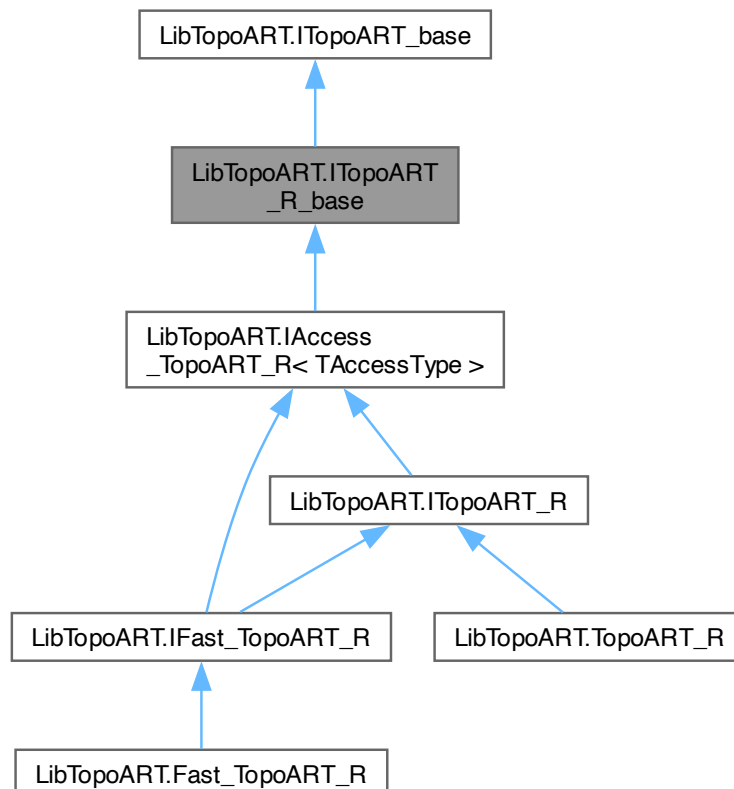 LibTopoART.ITopoART_base
LibTopoART.ITopoART
_R_base
LibTopoART.IAccess
_TopoART_R< TAccessType >
LibTopoART.ITopoART_R
LibTopoART.IFast_TopoART_R
LibTopoART.TopoART_R
LibTopoART.Fast_TopoART_R